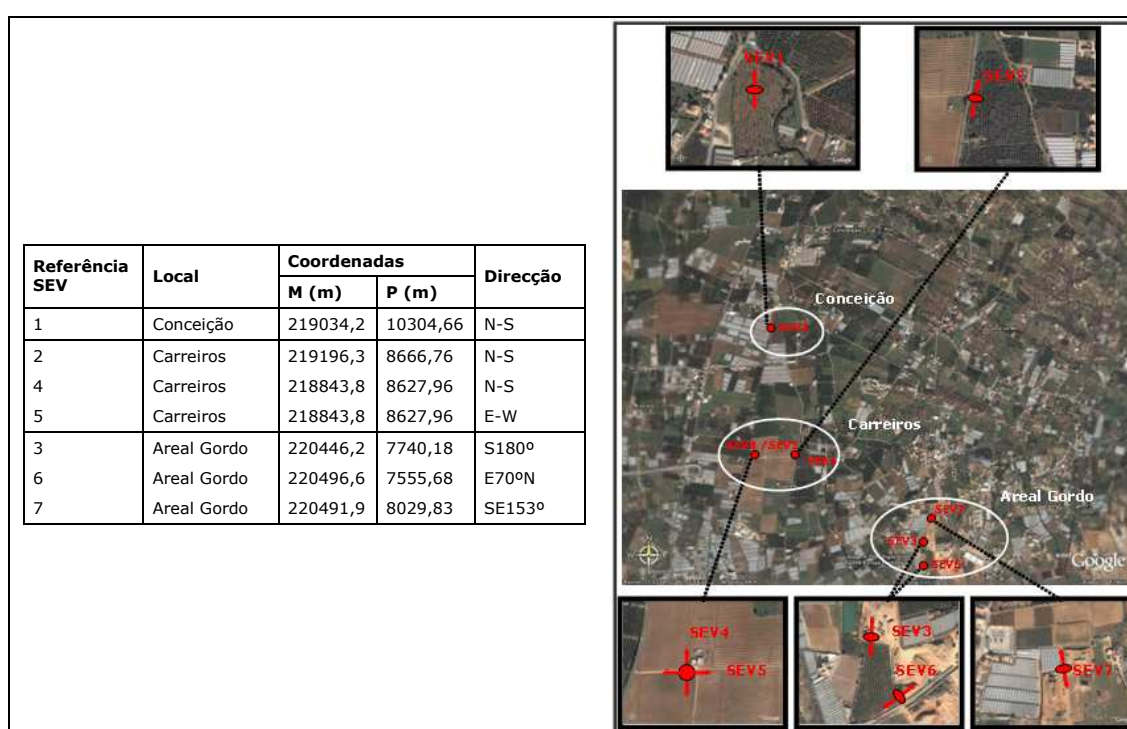 Referência SEV Local Coordenadas Direcção
M (m) P (m)
1 Conceição 219034,2 10304,66 N-S
2 Carreiros 219196,3 8666,76 N-S
4 Carreiros 218843,8 8627,96 N-S
5 Carreiros 218843,8 8627,96 E-W
3 Areal Gordo 220446,2 7740,18 S180º
6 Areal Gordo 220496,6 7555,68 E70ºN
7 Areal Gordo 220491,9 8029,83 SE153º
SEV1
Conceição
Carreiros
Areal Gordo
SEV7
SEV3
SEV6
Google
SEV4
SEV5
SEV3
SEV6
SEV7